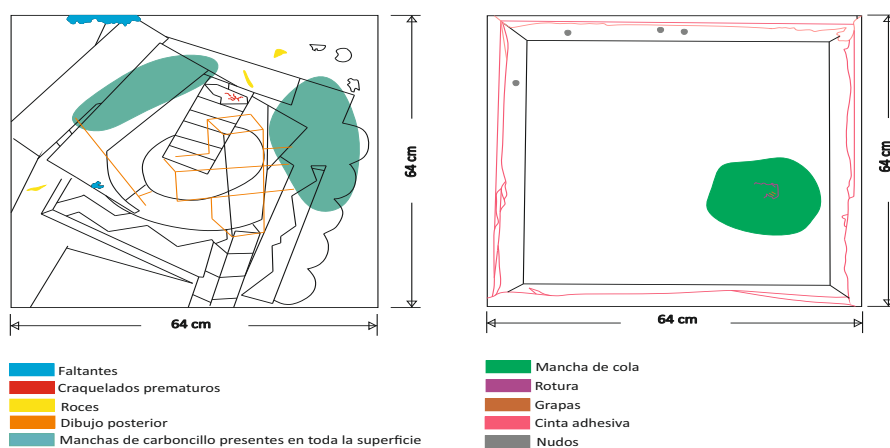 64 cm
64 cm
64 cm
64 cm
Faltantes
Craquelados prematuros
Roces
Dibujo posterior
Manchas de carboncillo presentes en toda la superficie
Mancha de cola
Rotura
Grapas
Cinta adhesiva
Nudos